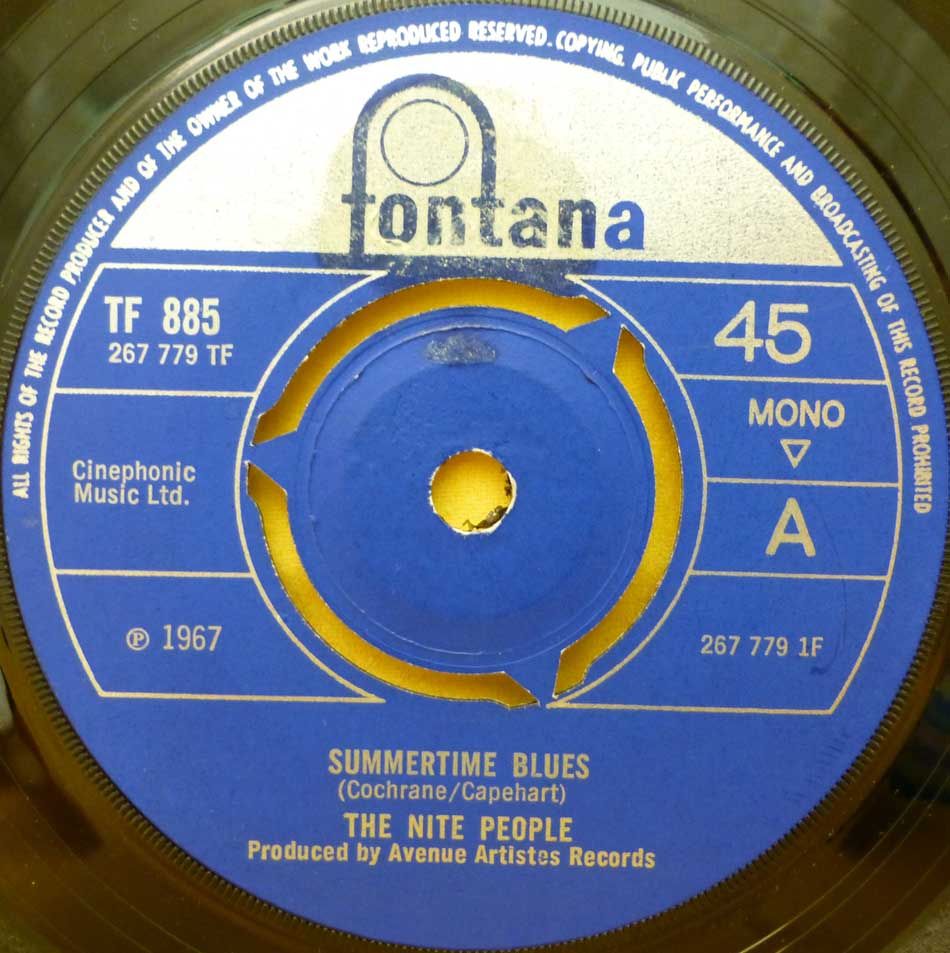 ALL RIGHTS OF THE RECORD PRODUCER AND OF THE OWNER OF THE WORK REPRODUCED RESERVED. COPYING, PUBLIC PERFORMANCE AND BROADCASTING OF THIS RECORD PROHIBITED
fontana
TF 885
267 779 TF
45
MONO
Cinephonic
Music Ltd.
A
℗ 1967
267 779 1F
SUMMERTIME BLUES
(Cochrane/Capehart)
THE NITE PEOPLE
Produced by Avenue Artistes Records